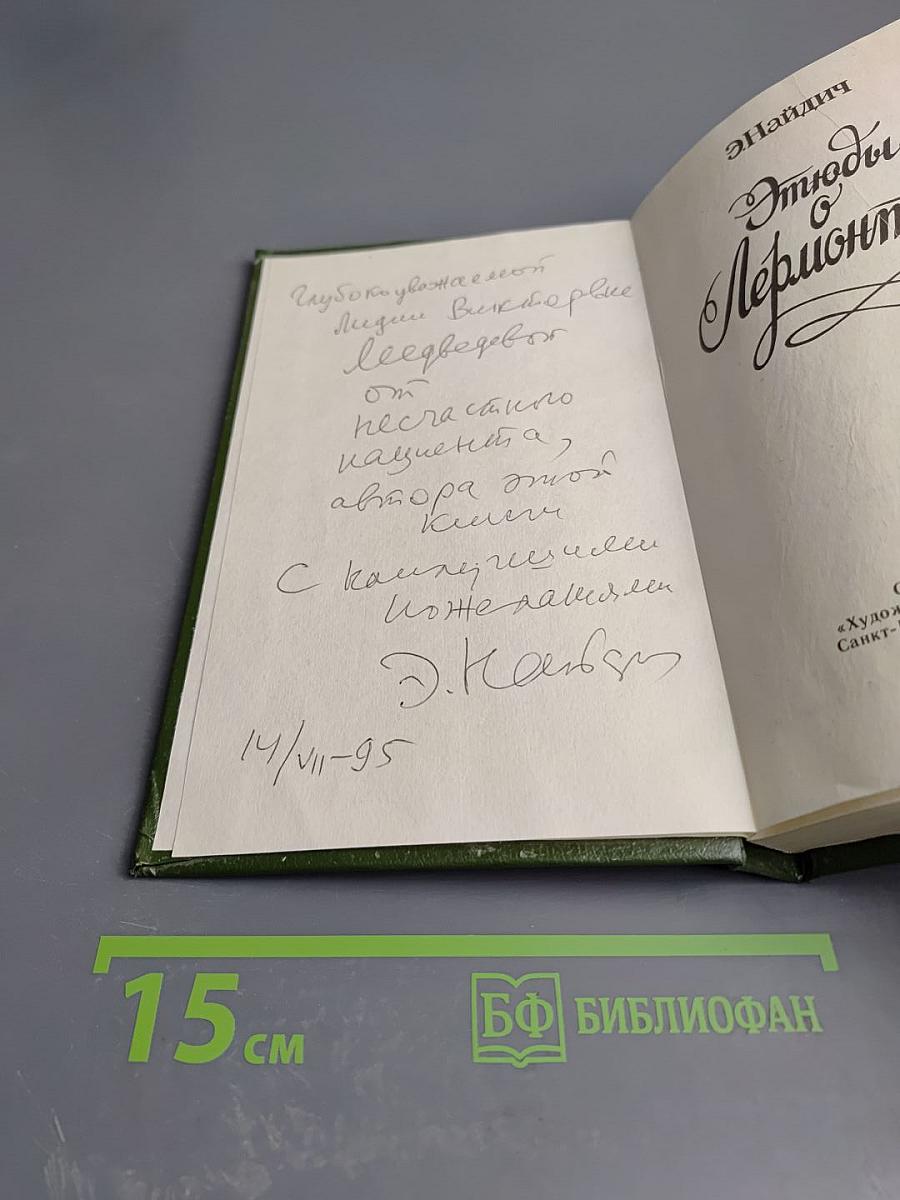 Глубокоуважаемой
Лидии Викторовне
Медведевой
от
несчастного
пациента,
автора этой
книги
С наилучшими
пожеланиями
Э. Найдич
14/VII-95
Э.Найдич
Этюды
о
Лермонт
«Худож
Санкт-
15 см
БФ БИБЛИОФАН